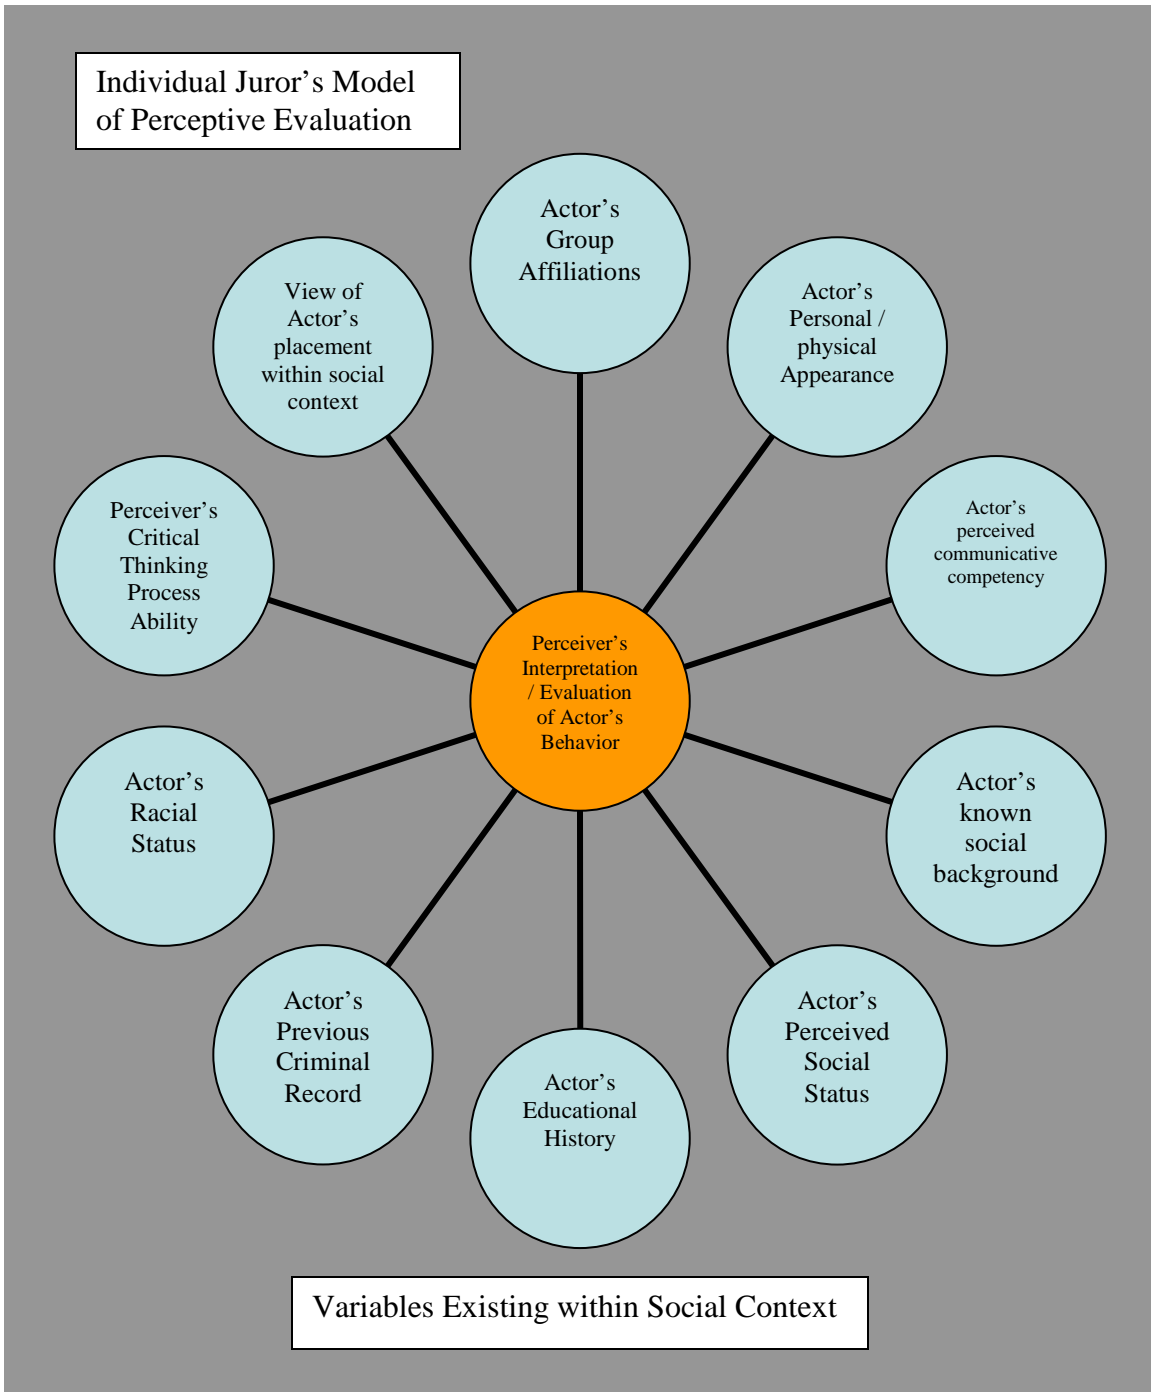 Individual Juror’s Model
of Perceptive Evaluation
Actor’s
Group
Affiliations
View of
Actor’s
placement
within social
context
Actor’s
Personal /
physical
Appearance
Perceiver’s
Critical
Thinking
Process
Ability
Actor’s
perceived
communicative
competency
Perceiver’s
Interpretation
/ Evaluation
of Actor’s
Behavior
Actor’s
Racial
Status
Actor’s
known
social
background
Actor’s
Previous
Criminal
Record
Actor’s
Perceived
Social
Status
Actor’s
Educational
History
Variables Existing within Social Context